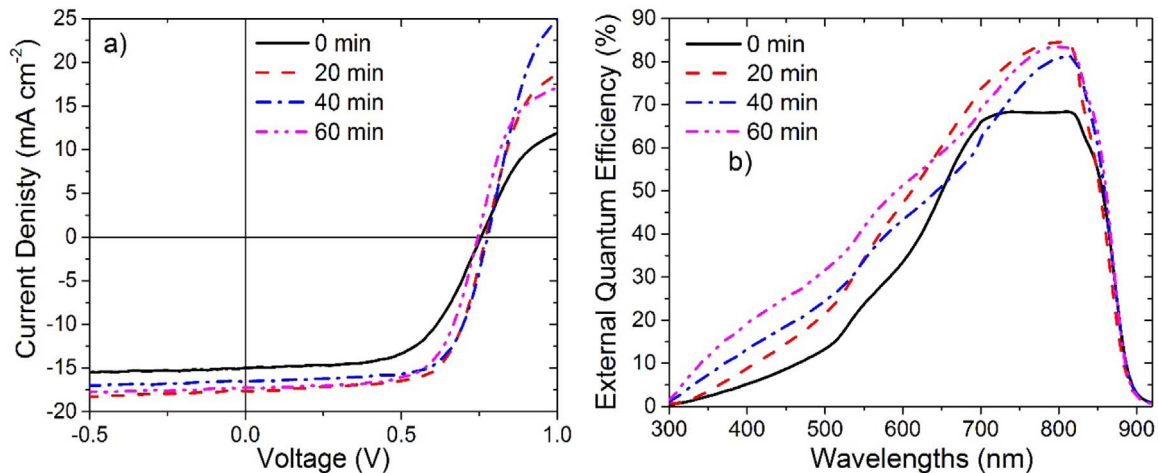 a)
0 min
20 min
40 min
60 min
25
20
15
10
5
0
-5
-10
-15
-20
-0.5
0.0
0.5
1.0
Current Denisty (mA cm-2)
Voltage (V)
b)
0 min
20 min
40 min
60 min
90
80
70
60
50
40
30
20
10
0
300
400
500
600
700
800
900
External Quantum Efficiency (%)
Wavelengths (nm)